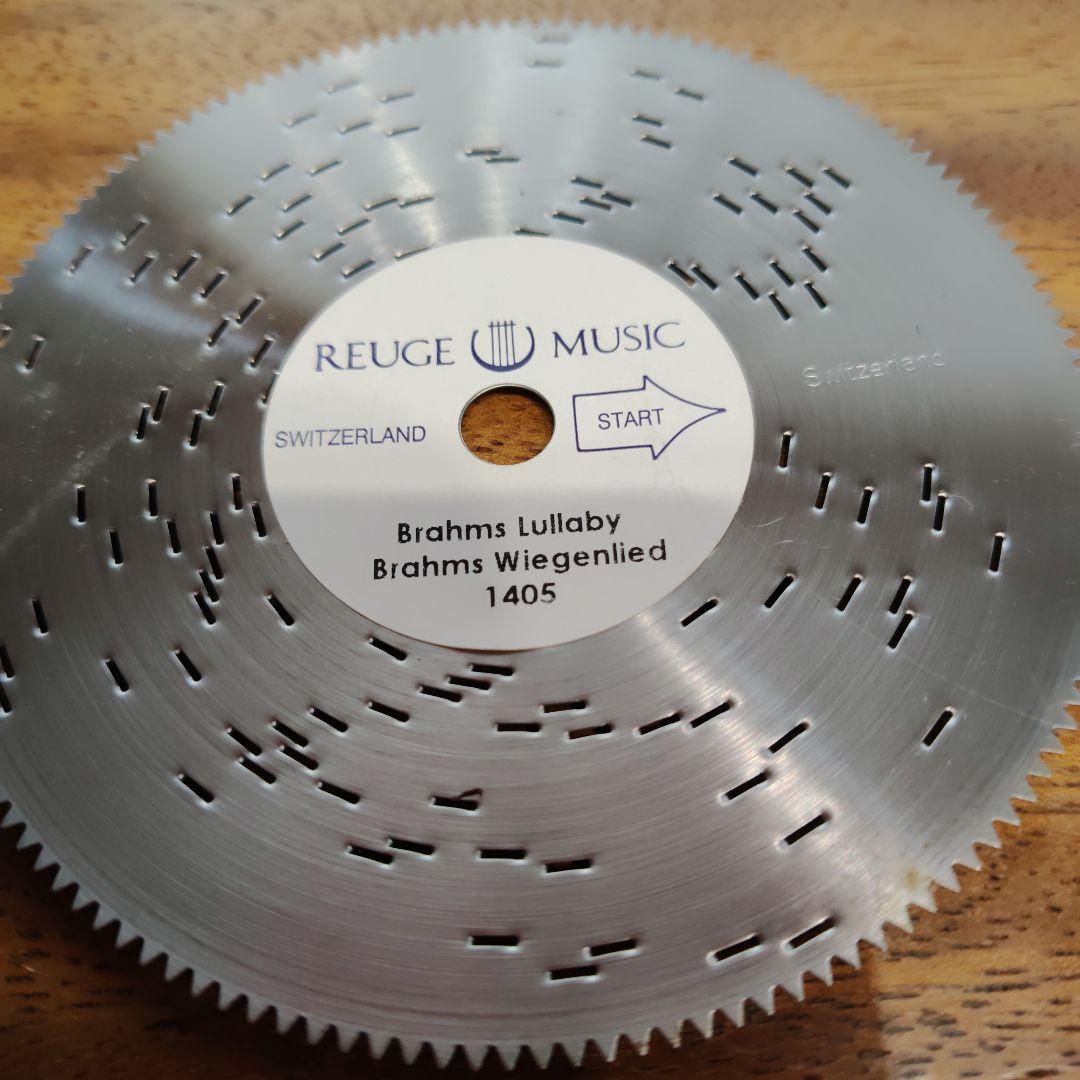 REUGE MUSIC
SWITZERLAND
START
Switzerland
Brahms Lullaby
Brahms Wiegenlied
1405